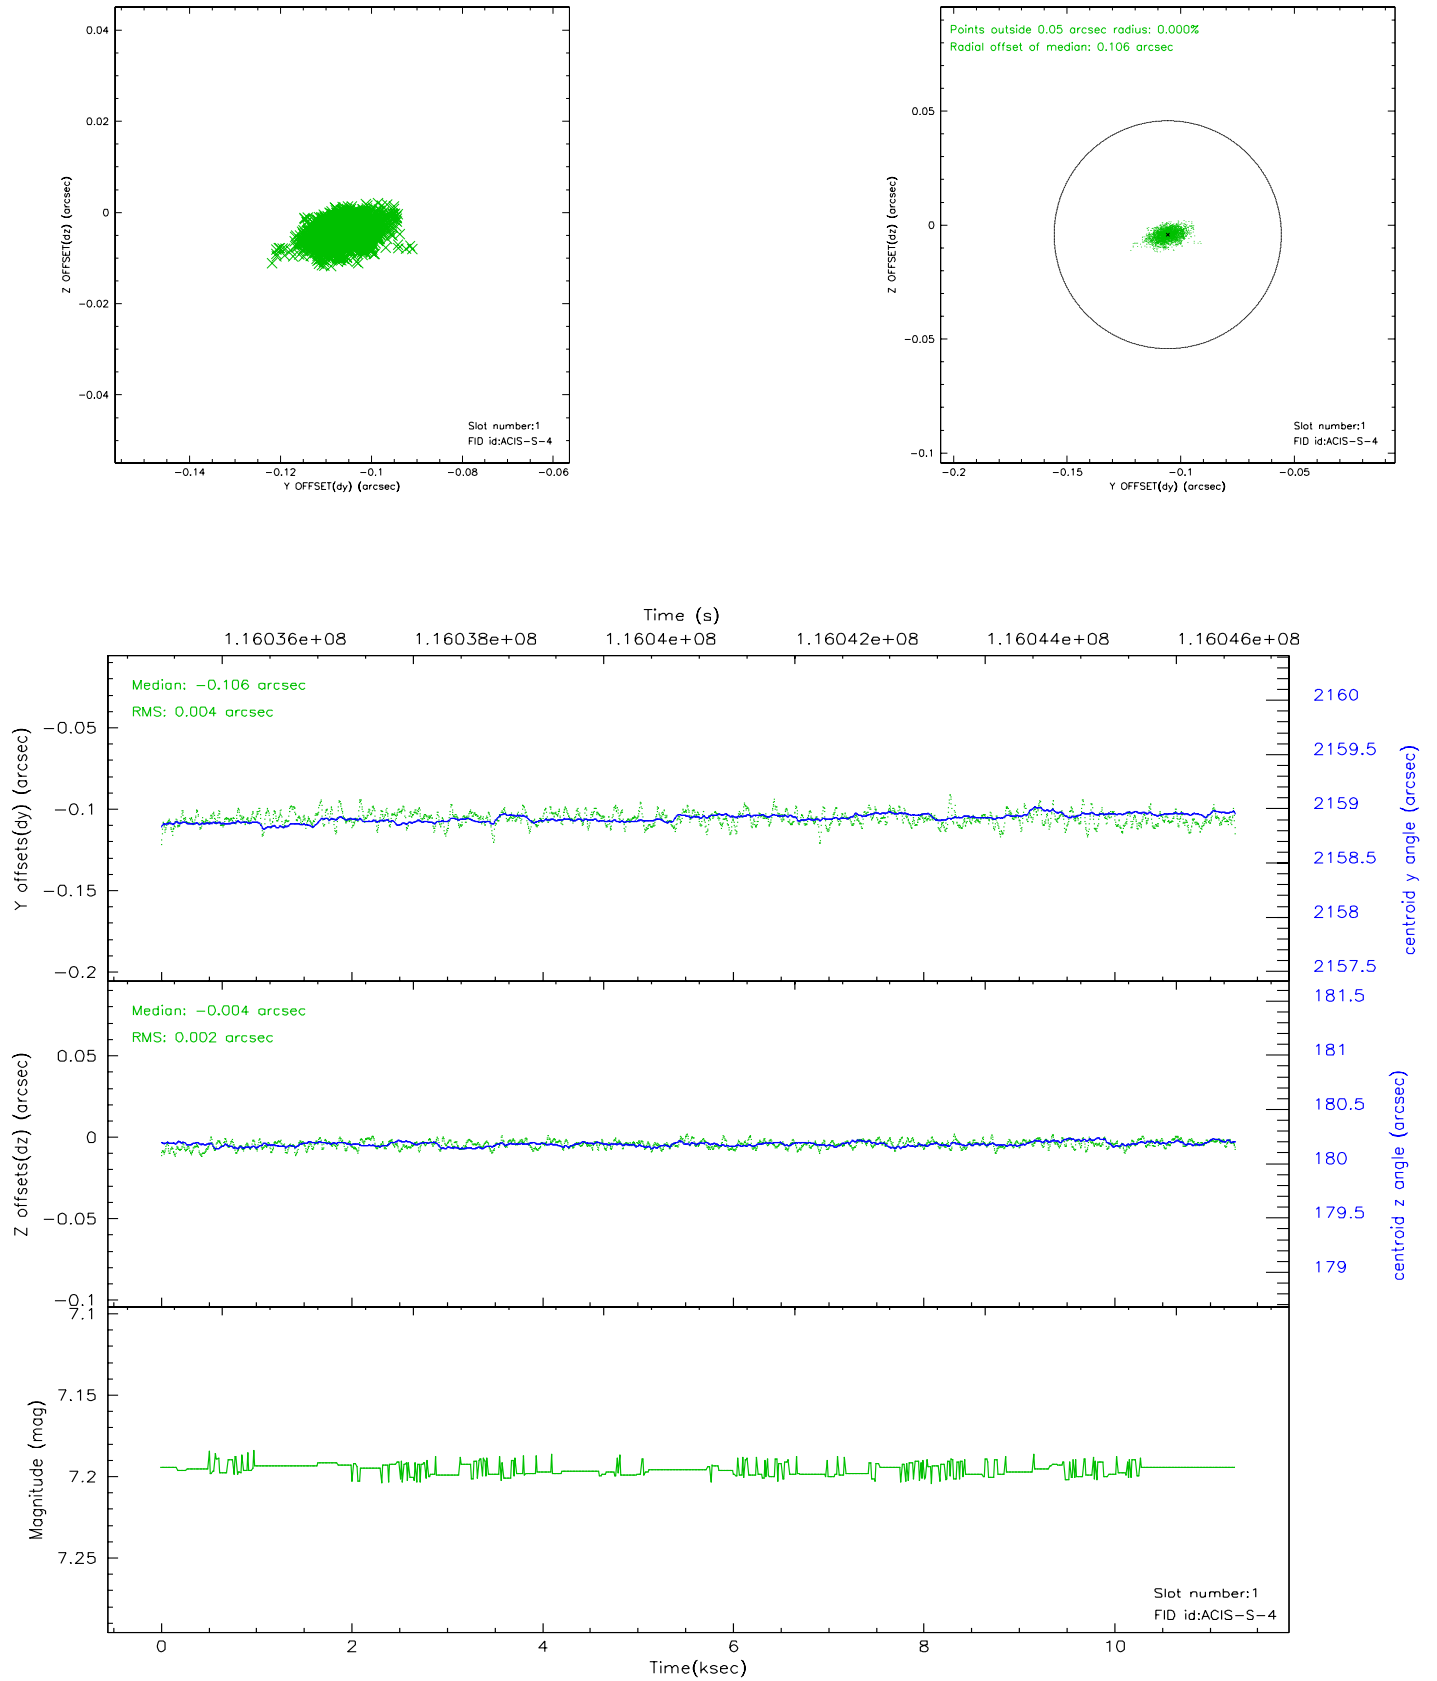 0.04
0.02
0
−0.02
−0.04
Z OFFSET(dz) (arcsec)
Slot number:1
FID id:ACIS−S−4
−0.14
−0.12
−0.1
−0.08
−0.06
Y OFFSET(dy) (arcsec)
Points outside 0.05 arcsec radius: 0.000%
Radial offset of median: 0.106 arcsec
0.05
0
−0.05
−0.1
Z OFFSET(dz) (arcsec)
Slot number:1
FID id:ACIS−S−4
−0.2
−0.15
−0.1
−0.05
Y OFFSET(dy) (arcsec)
Time (s)
1.16036e+08
1.16038e+08
1.1604e+08
1.16042e+08
1.16044e+08
1.16046e+08
Median: −0.106 arcsec
RMS: 0.004 arcsec
−0.05
−0.1
−0.15
−0.2
Y offsets(dy) (arcsec)
2160
2159.5
2159
2158.5
2158
2157.5
centroid y angle (arcsec)
Median: −0.004 arcsec
RMS: 0.002 arcsec
0.05
0
−0.05
−0.1
Z offsets(dz) (arcsec)
181.5
181
180.5
180
179.5
179
centroid z angle (arcsec)
7.1
7.15
7.2
7.25
Magnitude (mag)
Slot number:1
FID id:ACIS−S−4
0
2
4
6
8
10
Time(ksec)